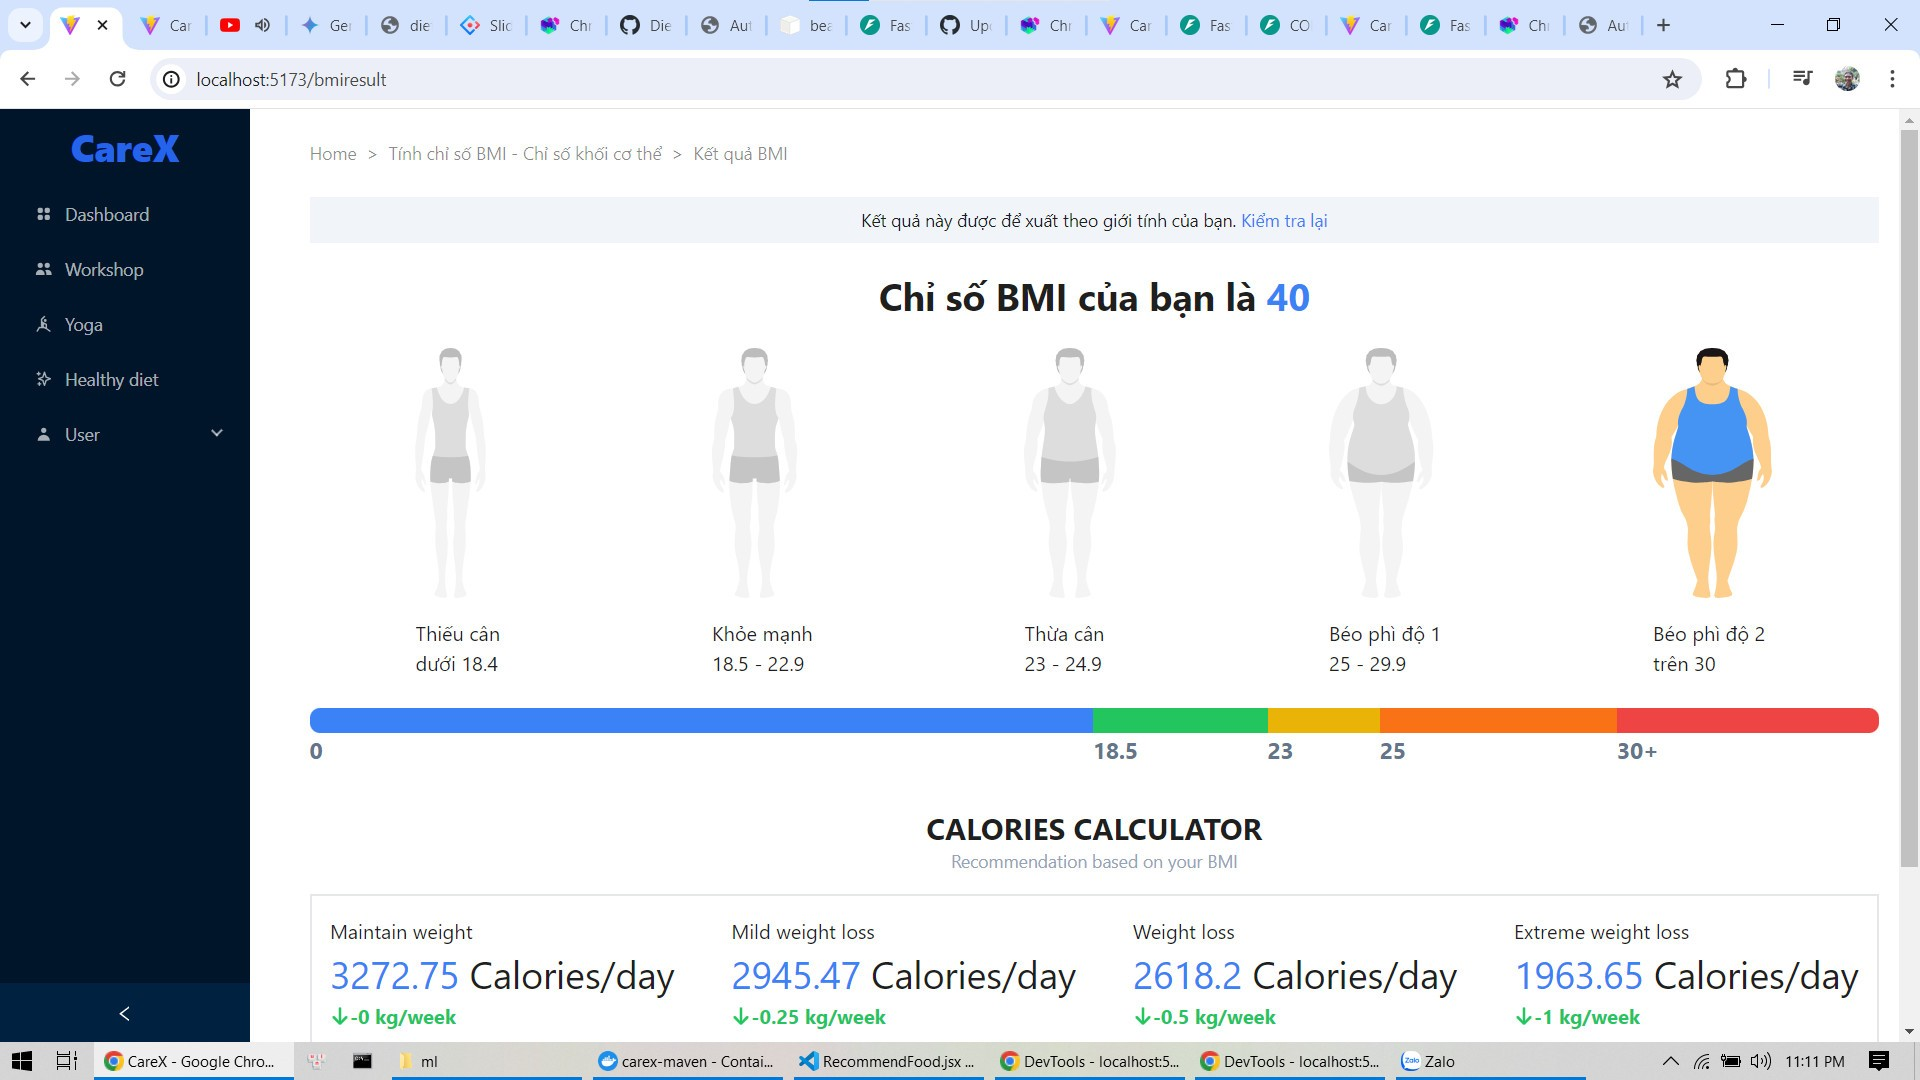 Car
Ger
die
Slic
Chr
Die
Aut
bea
Fas
Up
Chr
Car
Fas
CO
Car
Fas
Chr
Aut
localhost:5173/bmiresult
CareX
Dashboard
Workshop
Yoga
Healthy diet
User
Home > Tính chỉ số BMI - Chỉ số khối cơ thể > Kết quả BMI
Kết quả này được để xuất theo giới tính của bạn. Kiểm tra lại
Chỉ số BMI của bạn là 40
Thiếu cân
dưới 18.4
Khỏe mạnh
18.5 - 22.9
Thừa cân
23 - 24.9
Béo phì độ 1
25 - 29.9
Béo phì độ 2
trên 30
0 18.5 23 25 30+
CALORIES CALCULATOR
Recommendation based on your BMI
Maintain weight
3272.75 Calories/day
-0 kg/week
Mild weight loss
2945.47 Calories/day
-0.25 kg/week
Weight loss
2618.2 Calories/day
-0.5 kg/week
Extreme weight loss
1963.65 Calories/day
-1 kg/week
CareX - Google Chro...
ml
carex-maven - Contai...
RecommendFood.jsx ...
DevTools - localhost:5...
DevTools - localhost:5...
Zalo
11:11 PM